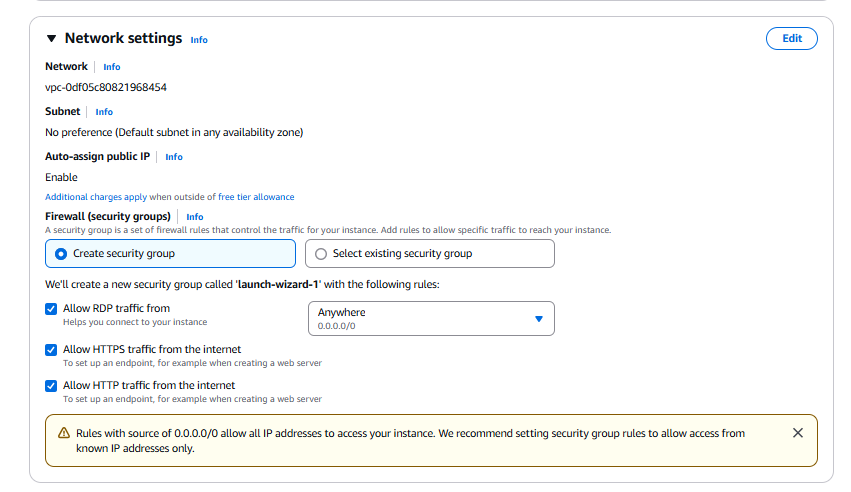 Network settings Info
Edit
Network Info
vpc-0df05c80821968454
Subnet Info
No preference (Default subnet in any availability zone)
Auto-assign public IP Info
Enable
Additional charges apply when outside of free tier allowance
Firewall (security groups) Info
A security group is a set of firewall rules that control the traffic for your instance. Add rules to allow specific traffic to reach your instance.
Create security group
Select existing security group
We'll create a new security group called 'launch-wizard-1' with the following rules:
Allow RDP traffic from
Helps you connect to your instance
Anywhere
0.0.0.0/0
Allow HTTPS traffic from the internet
To set up an endpoint, for example when creating a web server
Allow HTTP traffic from the internet
To set up an endpoint, for example when creating a web server
Rules with source of 0.0.0.0/0 allow all IP addresses to access your instance. We recommend setting security group rules to allow access from
known IP addresses only.